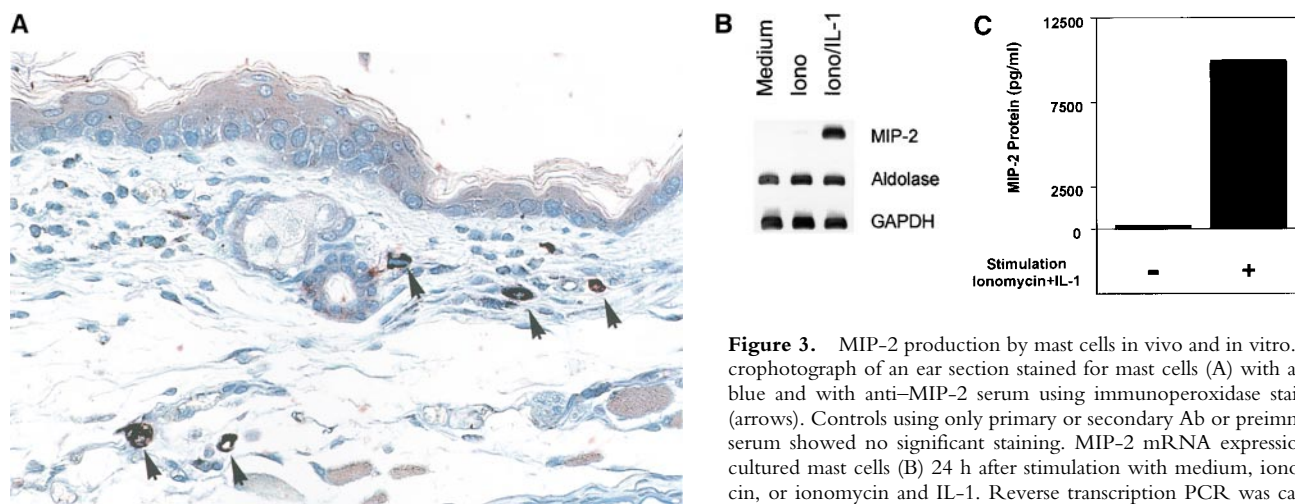 A
B
Medium
Iono
Iono/IL-1
MIP-2
Aldolase
GAPDH
C
MIP-2 Protein (pg/ml)
12500
7500
2500
0
Stimulation
Ionomycin+IL-1
-
+
Figure 3. MIP-2 production by mast cells in vivo and in vitro.
crophotograph of an ear section stained for mast cells (A) with a
blue and with anti–MIP-2 serum using immunoperoxidase stai
(arrows). Controls using only primary or secondary Ab or preimn
serum showed no significant staining. MIP-2 mRNA expressio
cultured mast cells (B) 24 h after stimulation with medium, iono
cin, or ionomycin and IL-1. Reverse transcription PCR was ca